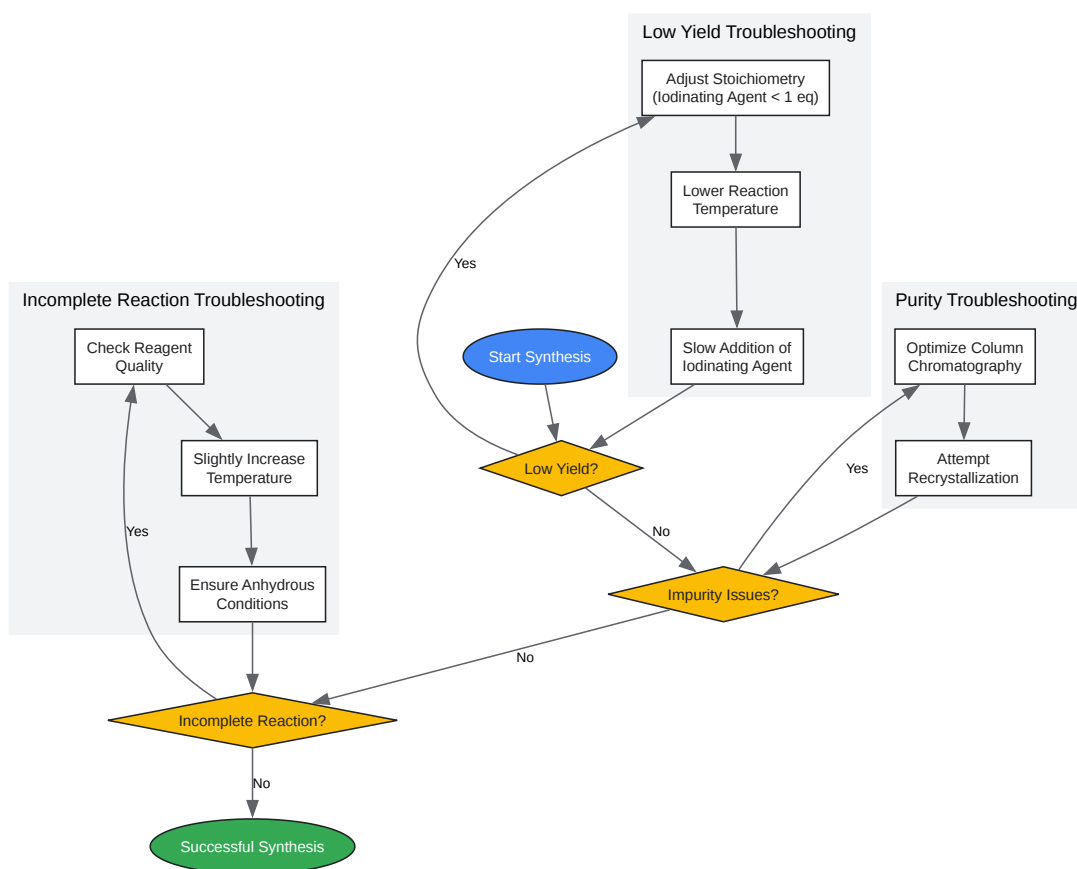 Low Yield Troubleshooting
Adjust Stoichiometry
(Iodinating Agent < 1 eq)
Lower Reaction
Temperature
Slow Addition of
Iodinating Agent
Yes
Start Synthesis
Low Yield?
No
Purity Troubleshooting
Optimize Column
Chromatography
Attempt
Recrystallization
Yes
Impurity Issues?
No
Incomplete Reaction Troubleshooting
Check Reagent
Quality
Slightly Increase
Temperature
Ensure Anhydrous
Conditions
Yes
Incomplete Reaction?
No
Successful Synthesis